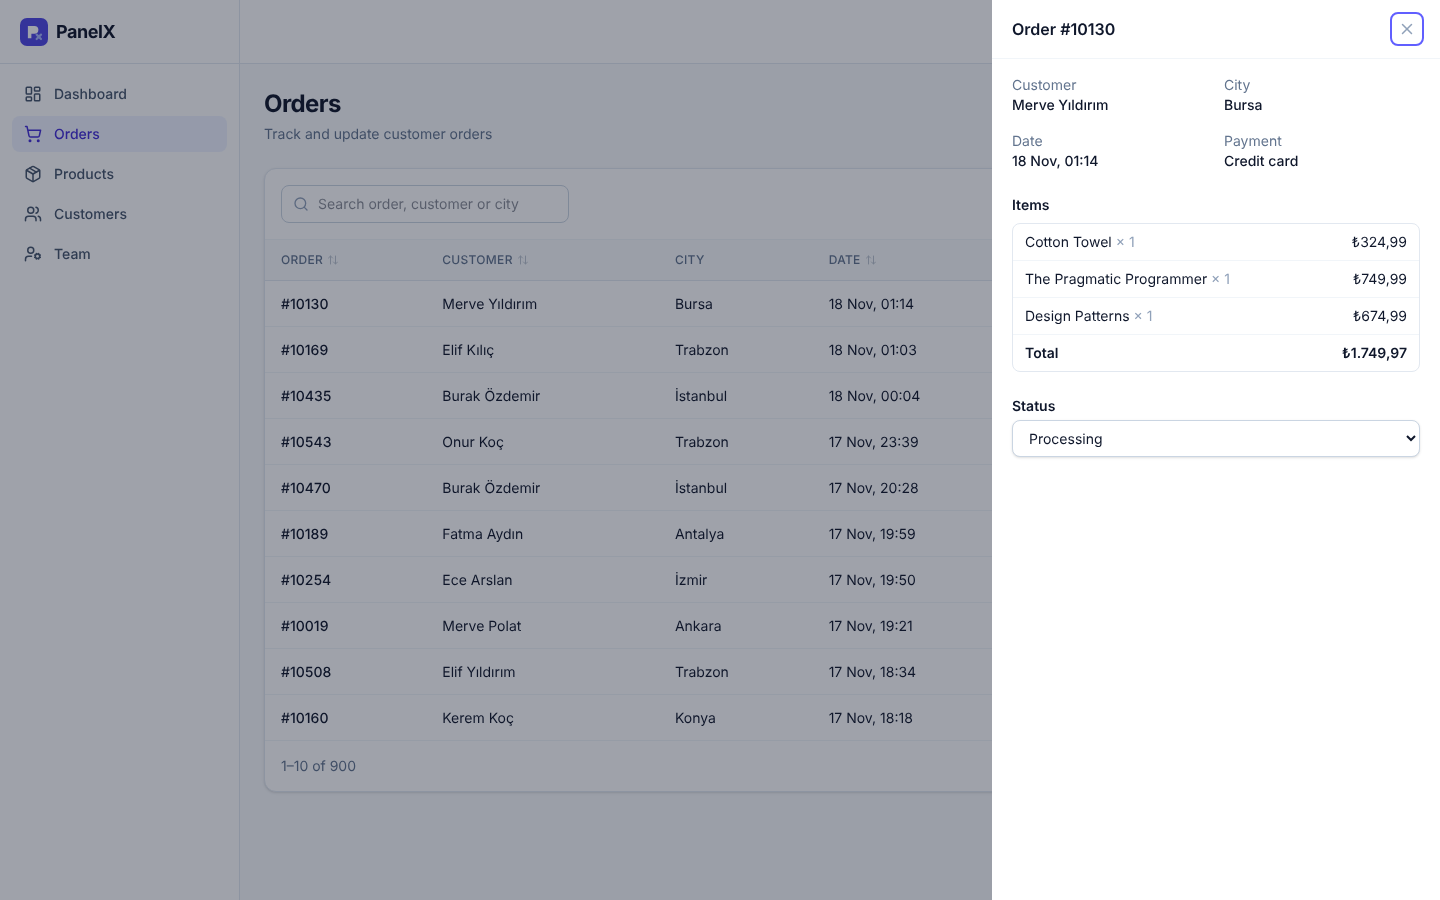 PanelX
Dashboard
Orders
Products
Customers
Team
Orders
Track and update customer orders
Search order, customer or city
ORDER CUSTOMER CITY DATE
#10130 Merve Yıldırım Bursa 18 Nov, 01:14
#10169 Elif Kılıç Trabzon 18 Nov, 01:03
#10435 Burak Özdemir İstanbul 18 Nov, 00:04
#10543 Onur Koç Trabzon 17 Nov, 23:39
#10470 Burak Özdemir İstanbul 17 Nov, 20:28
#10189 Fatma Aydın Antalya 17 Nov, 19:59
#10254 Ece Arslan İzmir 17 Nov, 19:50
#10019 Merve Polat Ankara 17 Nov, 19:21
#10508 Elif Yıldırım Trabzon 17 Nov, 18:34
#10160 Kerem Koç Konya 17 Nov, 18:18
1–10 of 900
Order #10130
Customer City
Merve Yıldırım Bursa
Date Payment
18 Nov, 01:14 Credit card
Items
Cotton Towel × 1 ₺324,99
The Pragmatic Programmer × 1 ₺749,99
Design Patterns × 1 ₺674,99
Total ₺1.749,97
Status
Processing